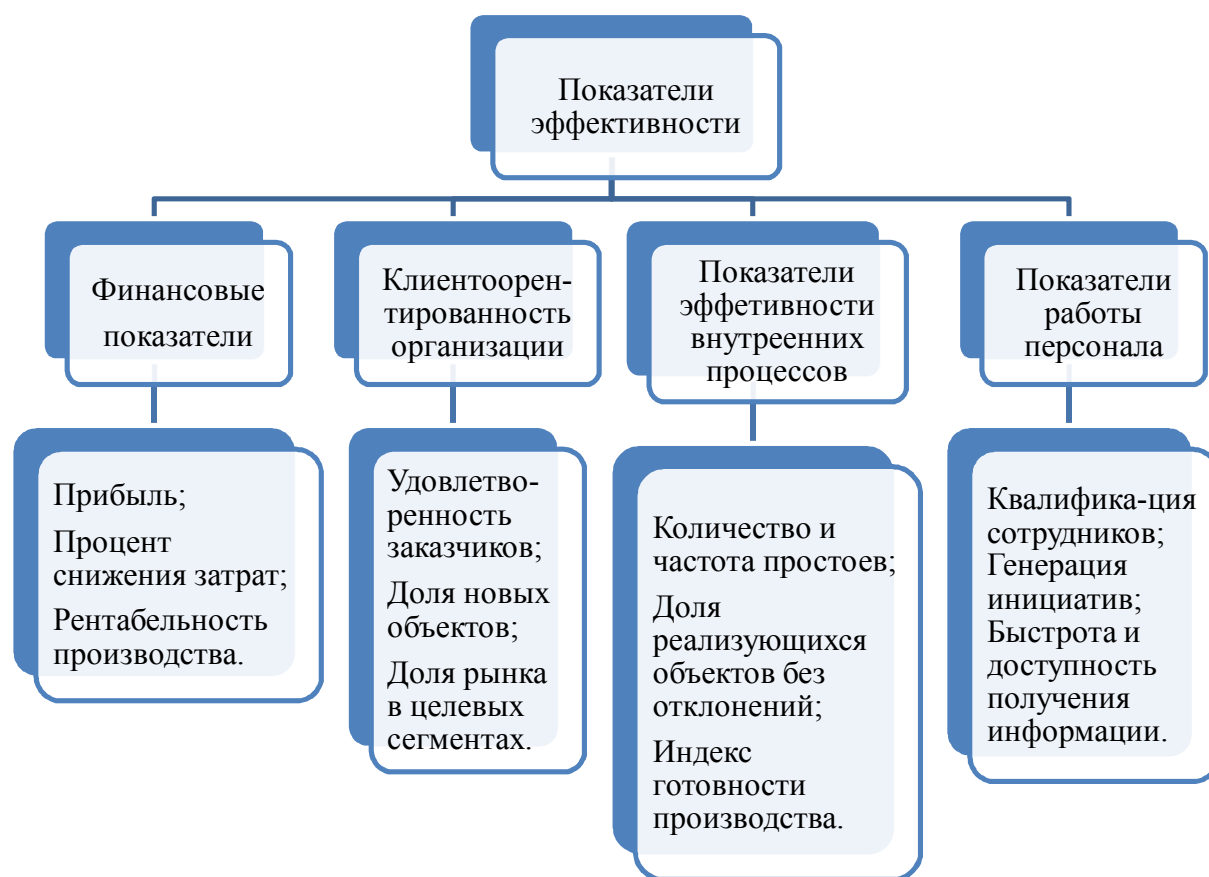 Показатели
эффективности
Финансовые
показатели
Клиентоорен-
тированность
организации
Показатели
эффетивности
внутреенних
процессов
Показатели
работы
персонала
Прибыль;
Процент
снижения затрат;
Рентабельность
производства.
Удовлетво-
ренность
заказчиков;
Доля новых
объектов;
Доля рынка
в целевых
сегментах.
Количество и
частота простоев;
Доля
реализующихся
объектов без
отклонений;
Индекс
готовности
производства.
Квалифика-ция
сотрудников;
Генерация
инициатив;
Быстрота и
доступность
получения
информации.